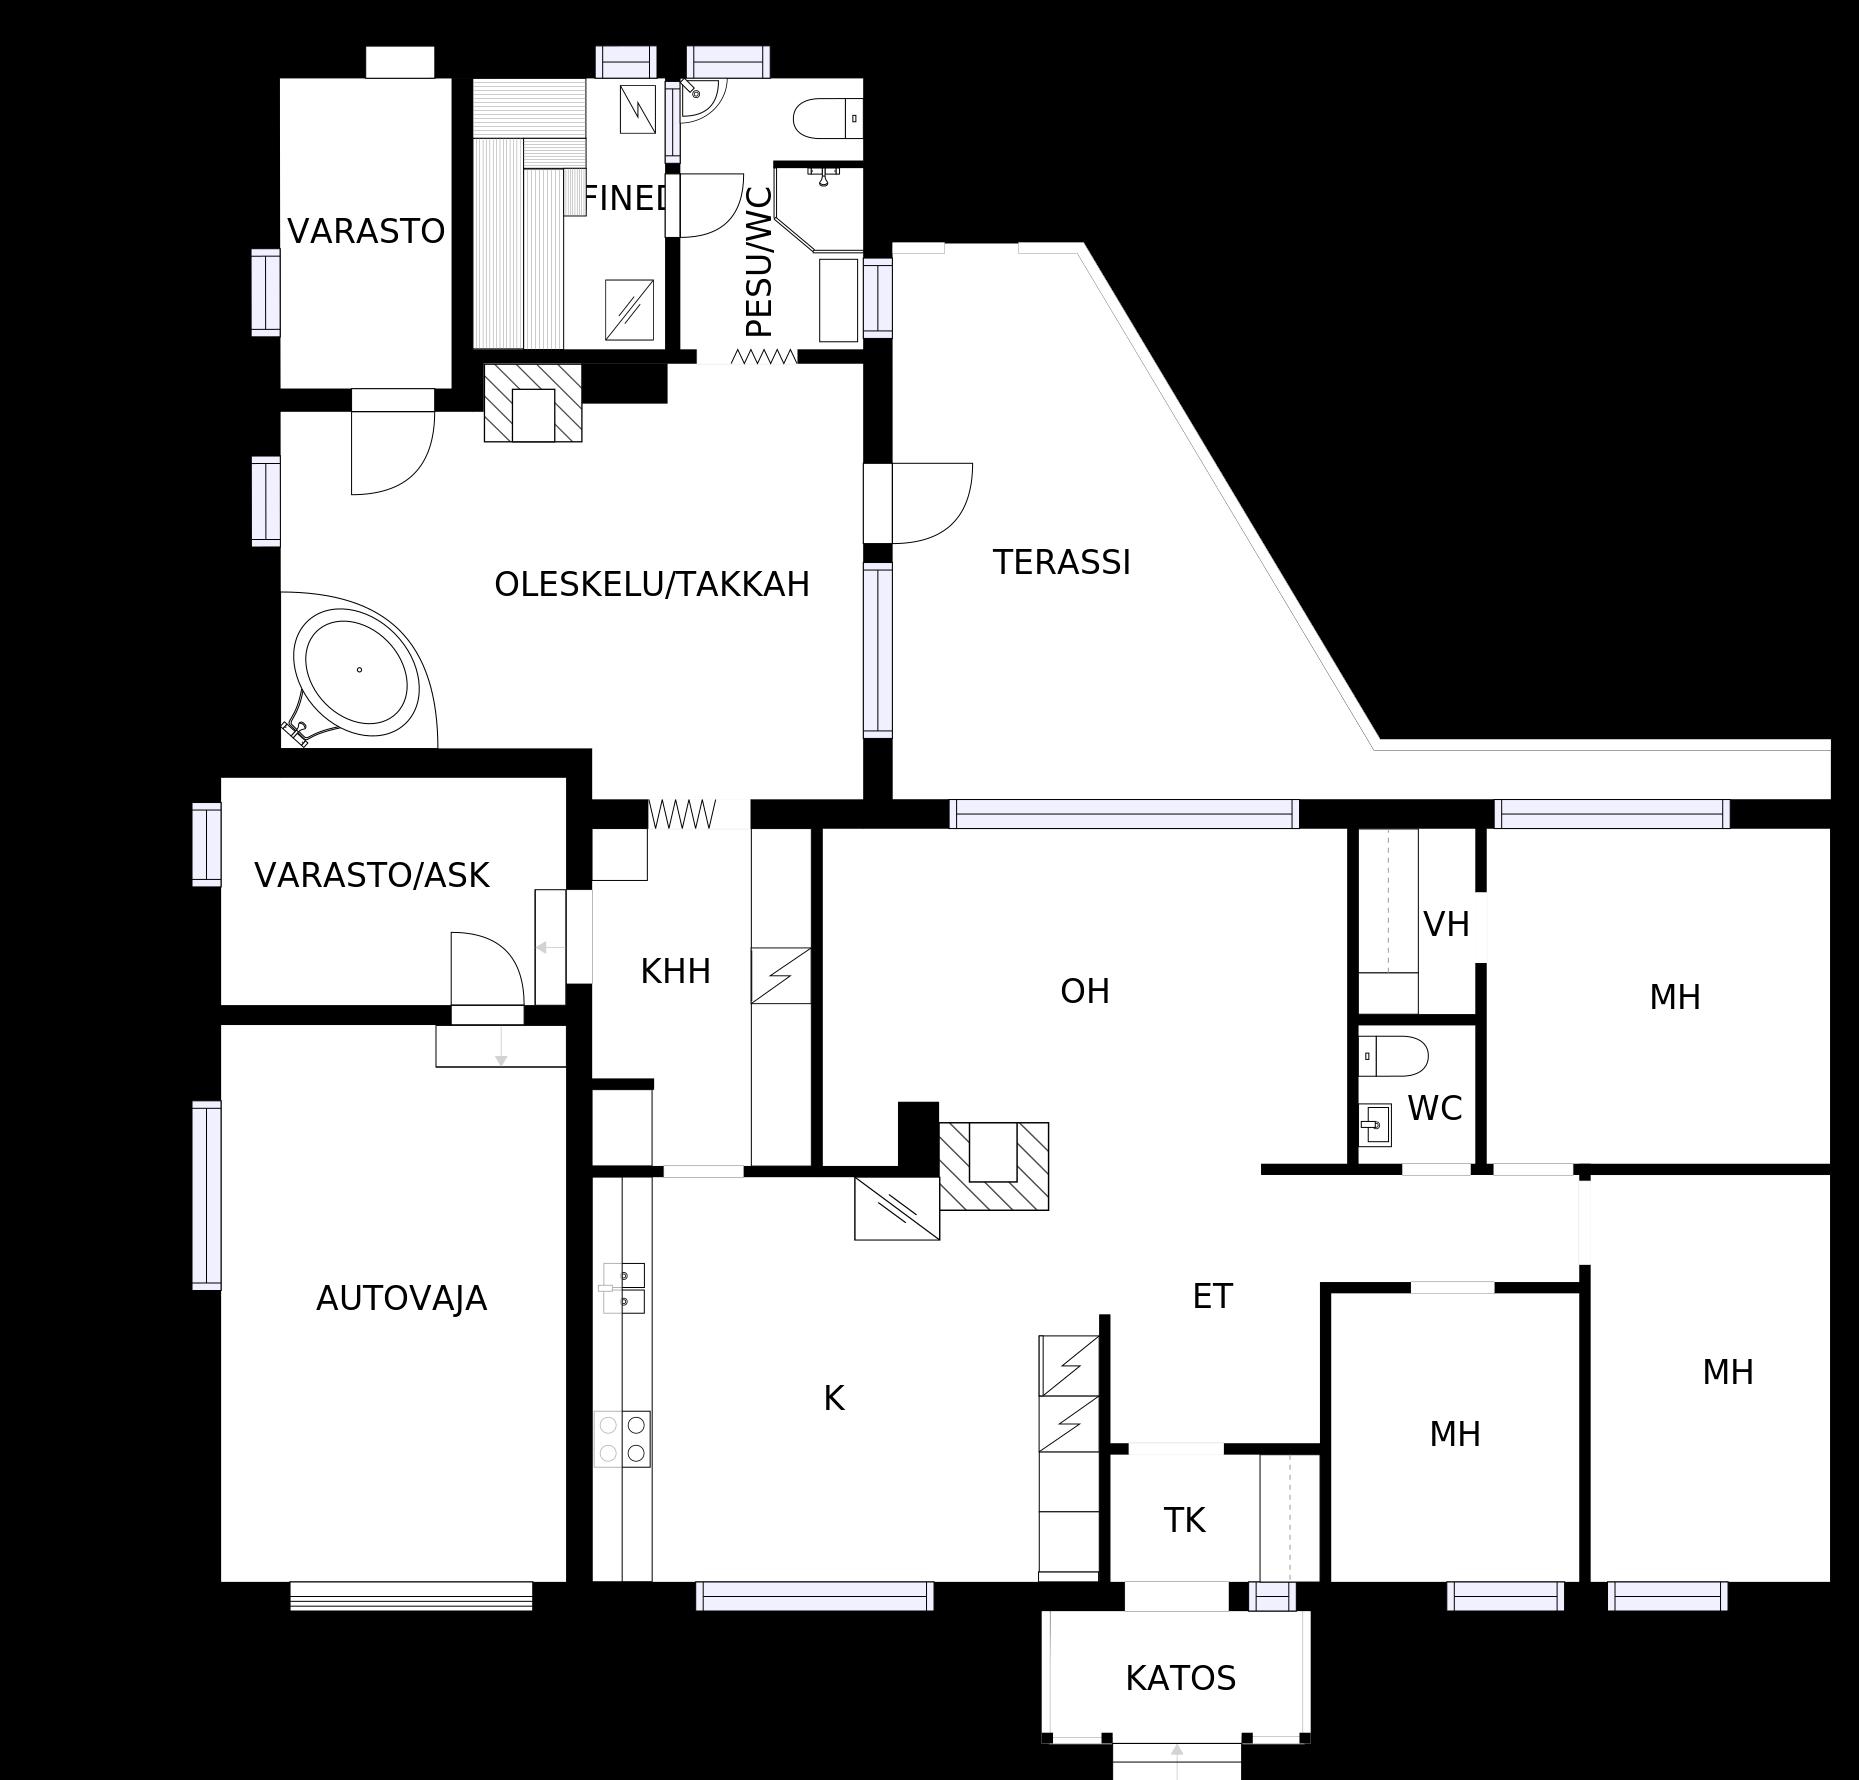 FINED
VARASTO
PESU/WC
TERASSI
OLESKELU/TAKKAH
VARASTO/ASK
VH
KHH
OH
MH
WC
ET
AUTOVAJA
MH
K
MH
TK
KATOS